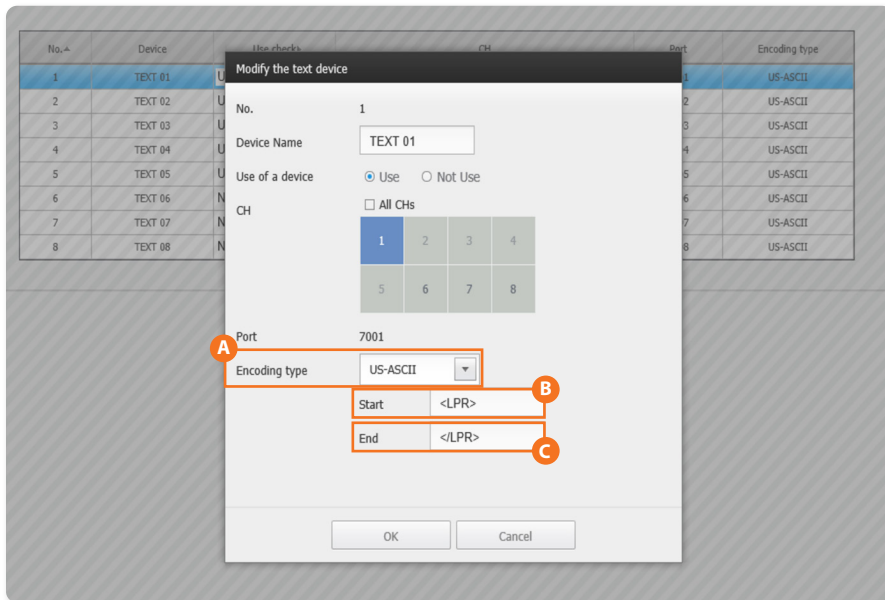 No. Device Use check CH Port Encoding type
1 TEXT 01 U 1 US-ASCII
2 TEXT 02 U 2 US-ASCII
3 TEXT 03 U 3 US-ASCII
4 TEXT 04 U 4 US-ASCII
5 TEXT 05 U 5 US-ASCII
6 TEXT 06 N 6 US-ASCII
7 TEXT 07 N 7 US-ASCII
8 TEXT 08 N 8 US-ASCII
Modify the text device
No. 1
Device Name TEXT 01
Use of a device Use Not Use
CH All CHs
1 2 3 4
5 6 7 8
Port 7001
A
Encoding type US-ASCII
B
Start <LPR>
End </LPR>
C
OK Cancel